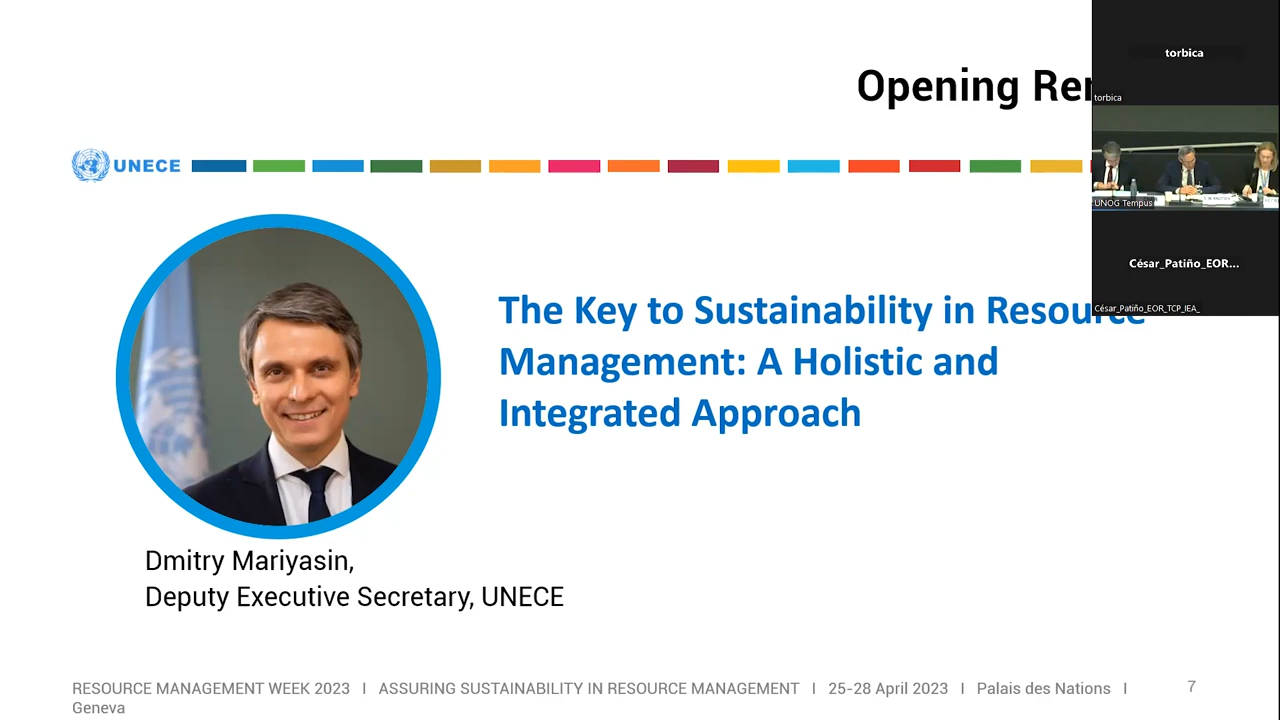 Opening Rem
UNECE
The Key to Sustainability in Resource
Management: A Holistic and
Integrated Approach
Dmitry Mariyasin,
Deputy Executive Secretary, UNECE
RESOURCE MANAGEMENT WEEK 2023 I ASSURING SUSTAINABILITY IN RESOURCE MANAGEMENT I 25-28 April 2023 I Palais des Nations I
Geneva
7
torbica
torbica
UNOG Tempus
César_Patiño_EOR...
César_Patiño_EOR_TCP_IEA_